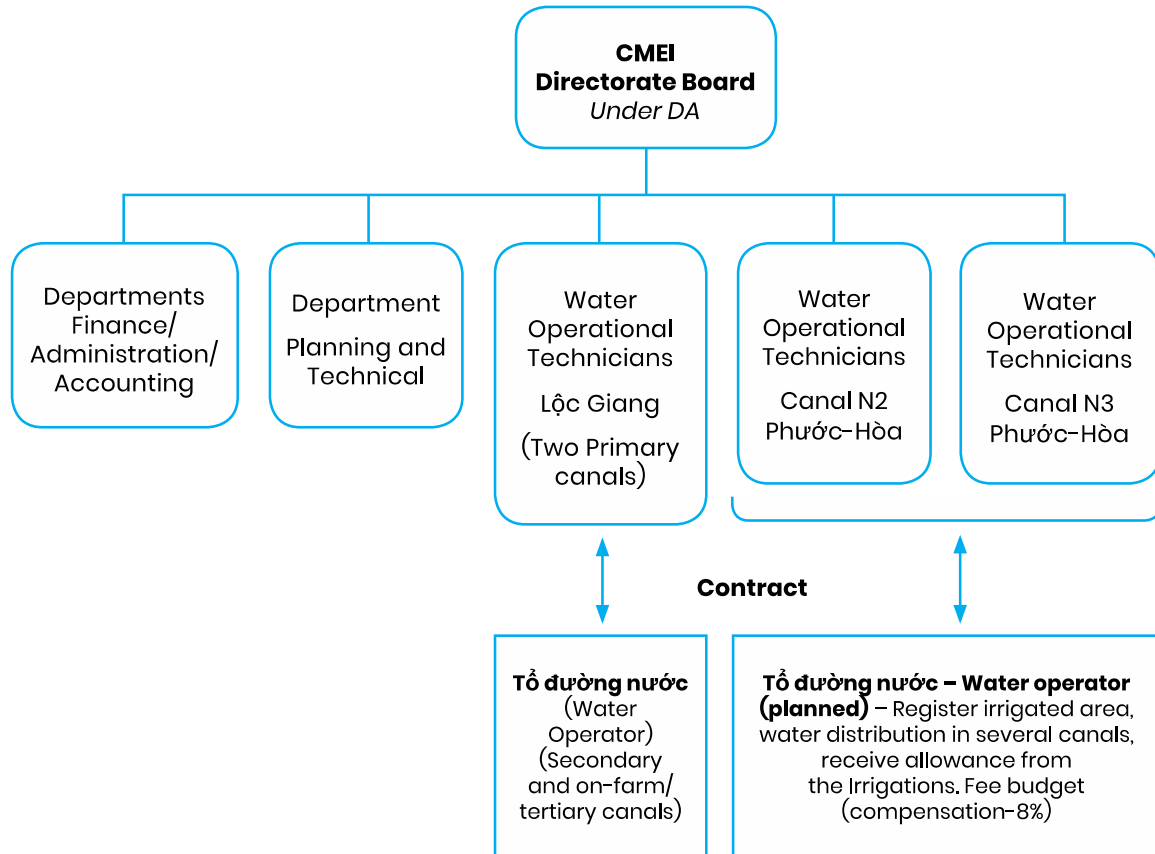 CMEI
Directorate Board
Under DA
Departments
Finance/
Administration/
Accounting
Department
Planning and
Technical
Water
Operational
Technicians
Lộc Giang
(Two Primary
canals)
Water
Operational
Technicians
Canal N2
Phước-Hòa
Water
Operational
Technicians
Canal N3
Phước-Hòa
Contract
Tổ đường nước
(Water
Operator)
(Secondary
and on-farm/
tertiary canals)
Tổ đường nước – Water operator
(planned) – Register irrigated area,
water distribution in several canals,
receive allowance from
the Irrigations. Fee budget
(compensation-8%)